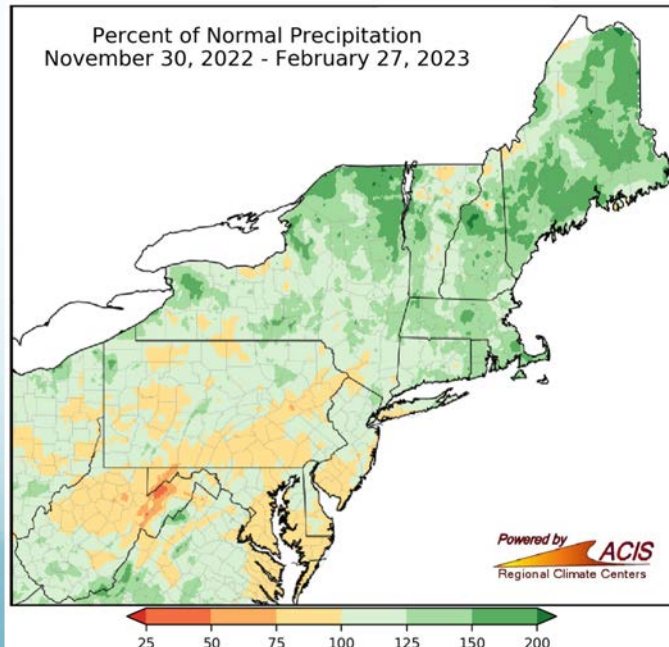 Percent of Normal Precipitation
November 30, 2022 - February 27, 2023
Powered by
ACIS
Regional Climate Centers
25 50 75 100 125 150 200